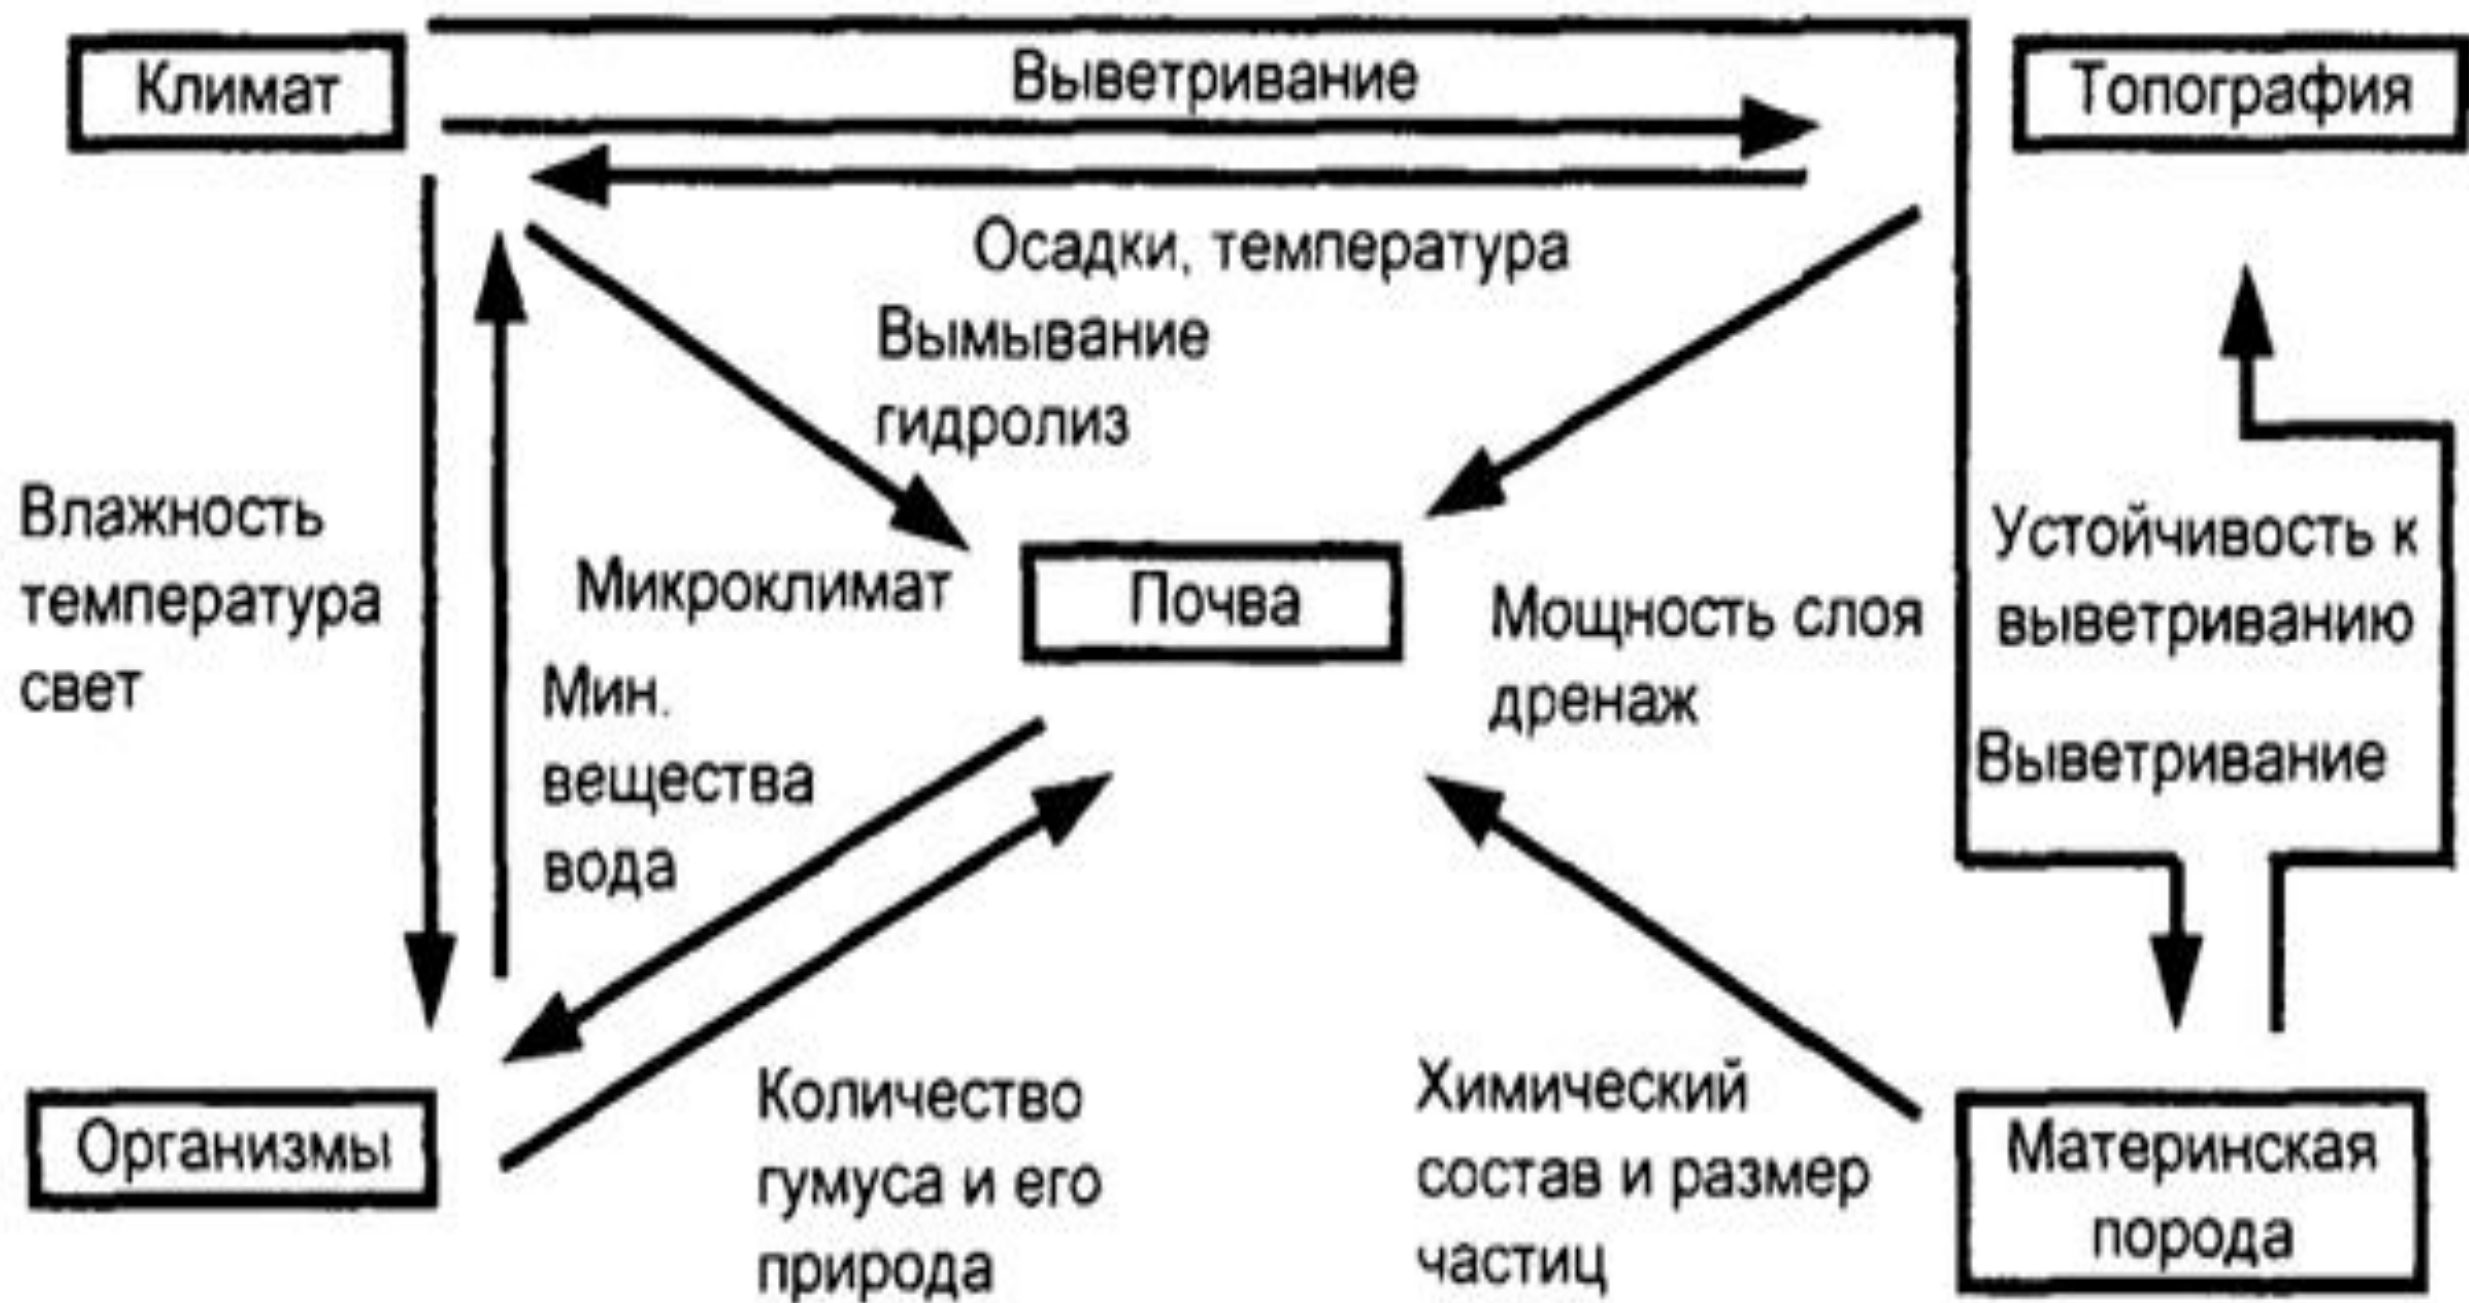 Климат
Выветривание
Топография
Осадки, температура
Вымывание
гидролиз
Влажность
температура
свет
Микроклимат
Почва
Мин.
вещества
вода
Мощность слоя
дренаж
Устойчивость к
выветриванию
Выветривание
Организмы
Количество
гумуса и его
природа
Химический
состав и размер
частиц
Материнская
порода